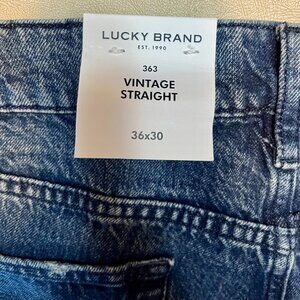 LUCKY BRAND
EST. 1990
363
VINTAGE
STRAIGHT
36x30